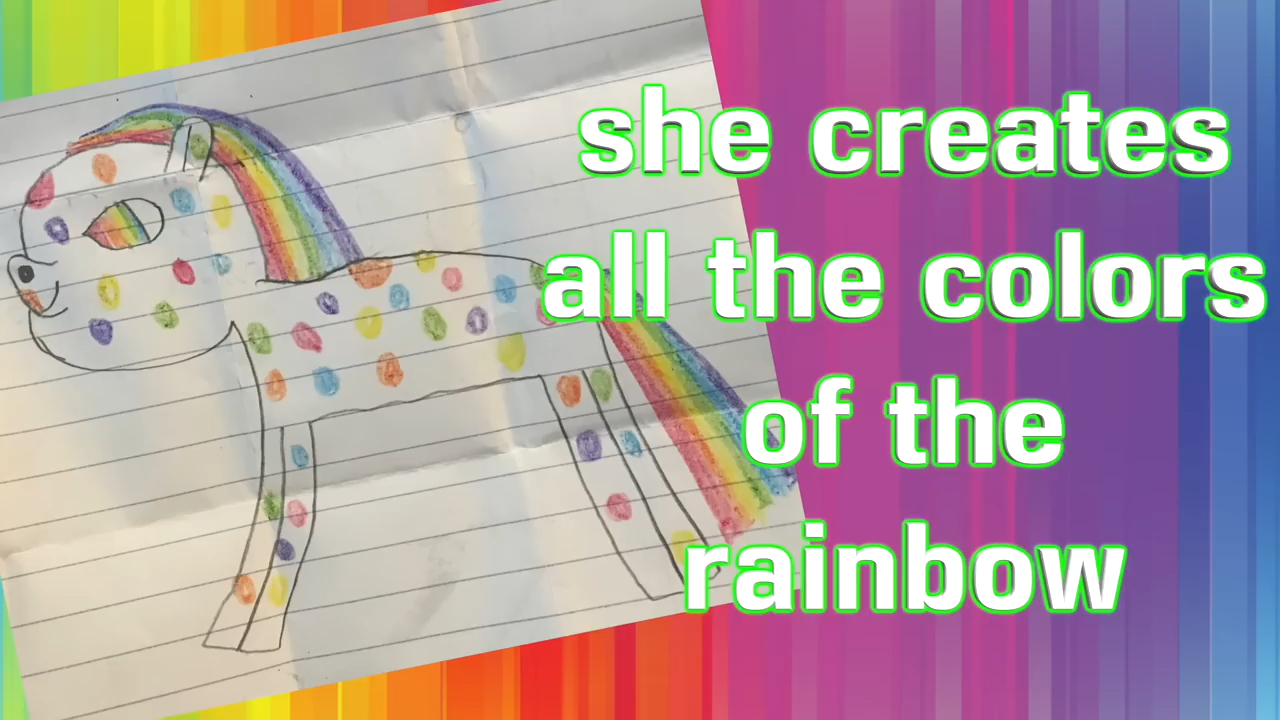 she creates
all the colors
of the
rainbow